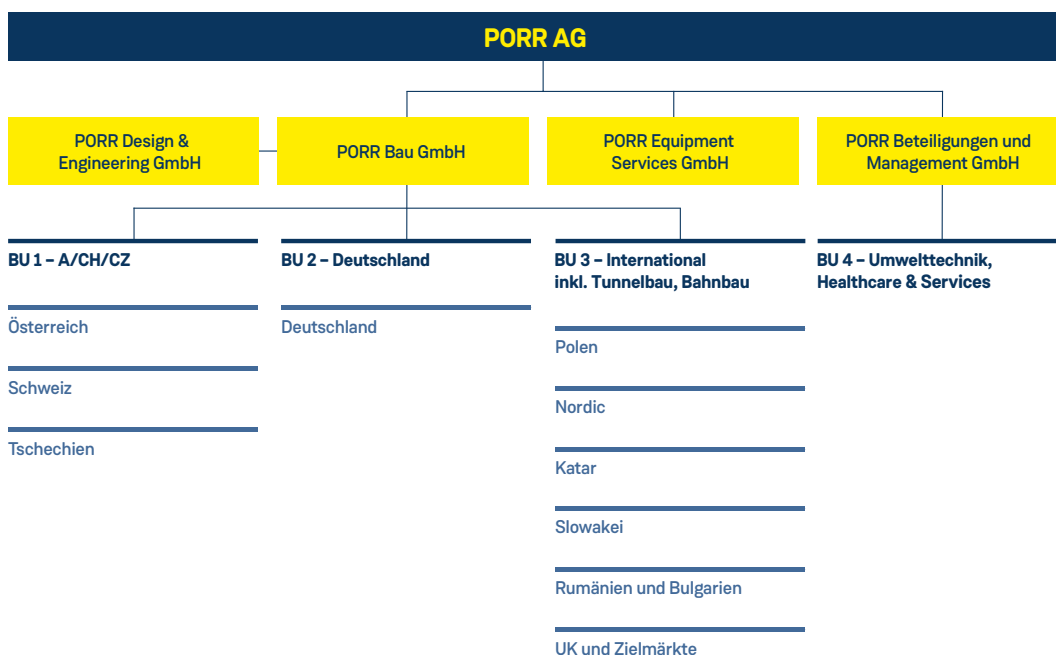 PORR AG
PORR Design &
Engineering GmbH
PORR Bau GmbH
PORR Equipment
Services GmbH
PORR Beteiligungen und
Management GmbH
BU 1 – A/CH/CZ
Österreich
Schweiz
Tschechien
BU 2 – Deutschland
Deutschland
BU 3 – International
inkl. Tunnelbau, Bahnbau
Polen
Nordic
Katar
Slowakei
Rumänien und Bulgarien
UK und Zielmärkte
BU 4 – Umwelttechnik,
Healthcare & Services